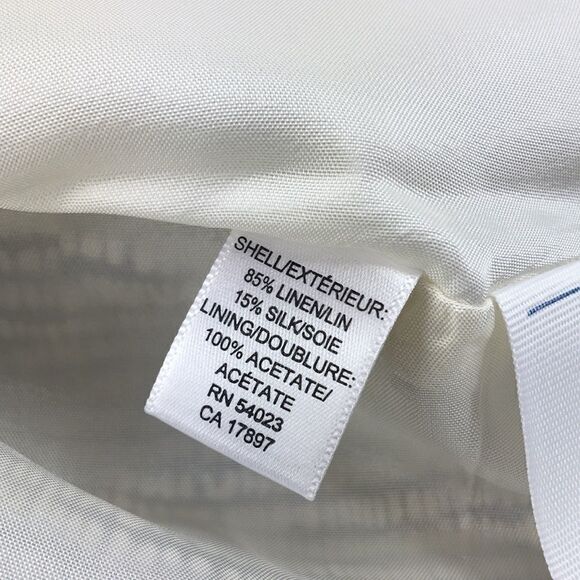 SHELL/EXTÉRIEUR:
85% LINEN/LIN
15% SILK/SOIE
LINING/DOUBLURE:
100% ACETATE/
ACÉTATE
RN 54023
CA 17897